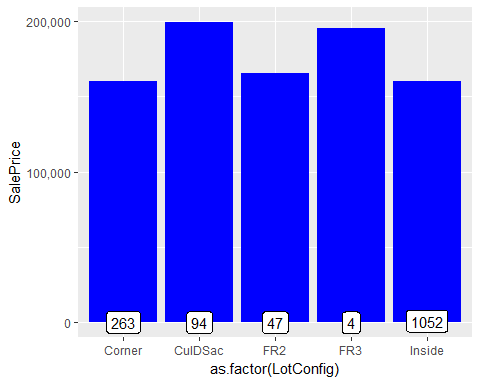 200,000
100,000
0
SalePrice
263 94 47 4 1052
Corner CulDSac FR2 FR3 Inside
as.factor(LotConfig)